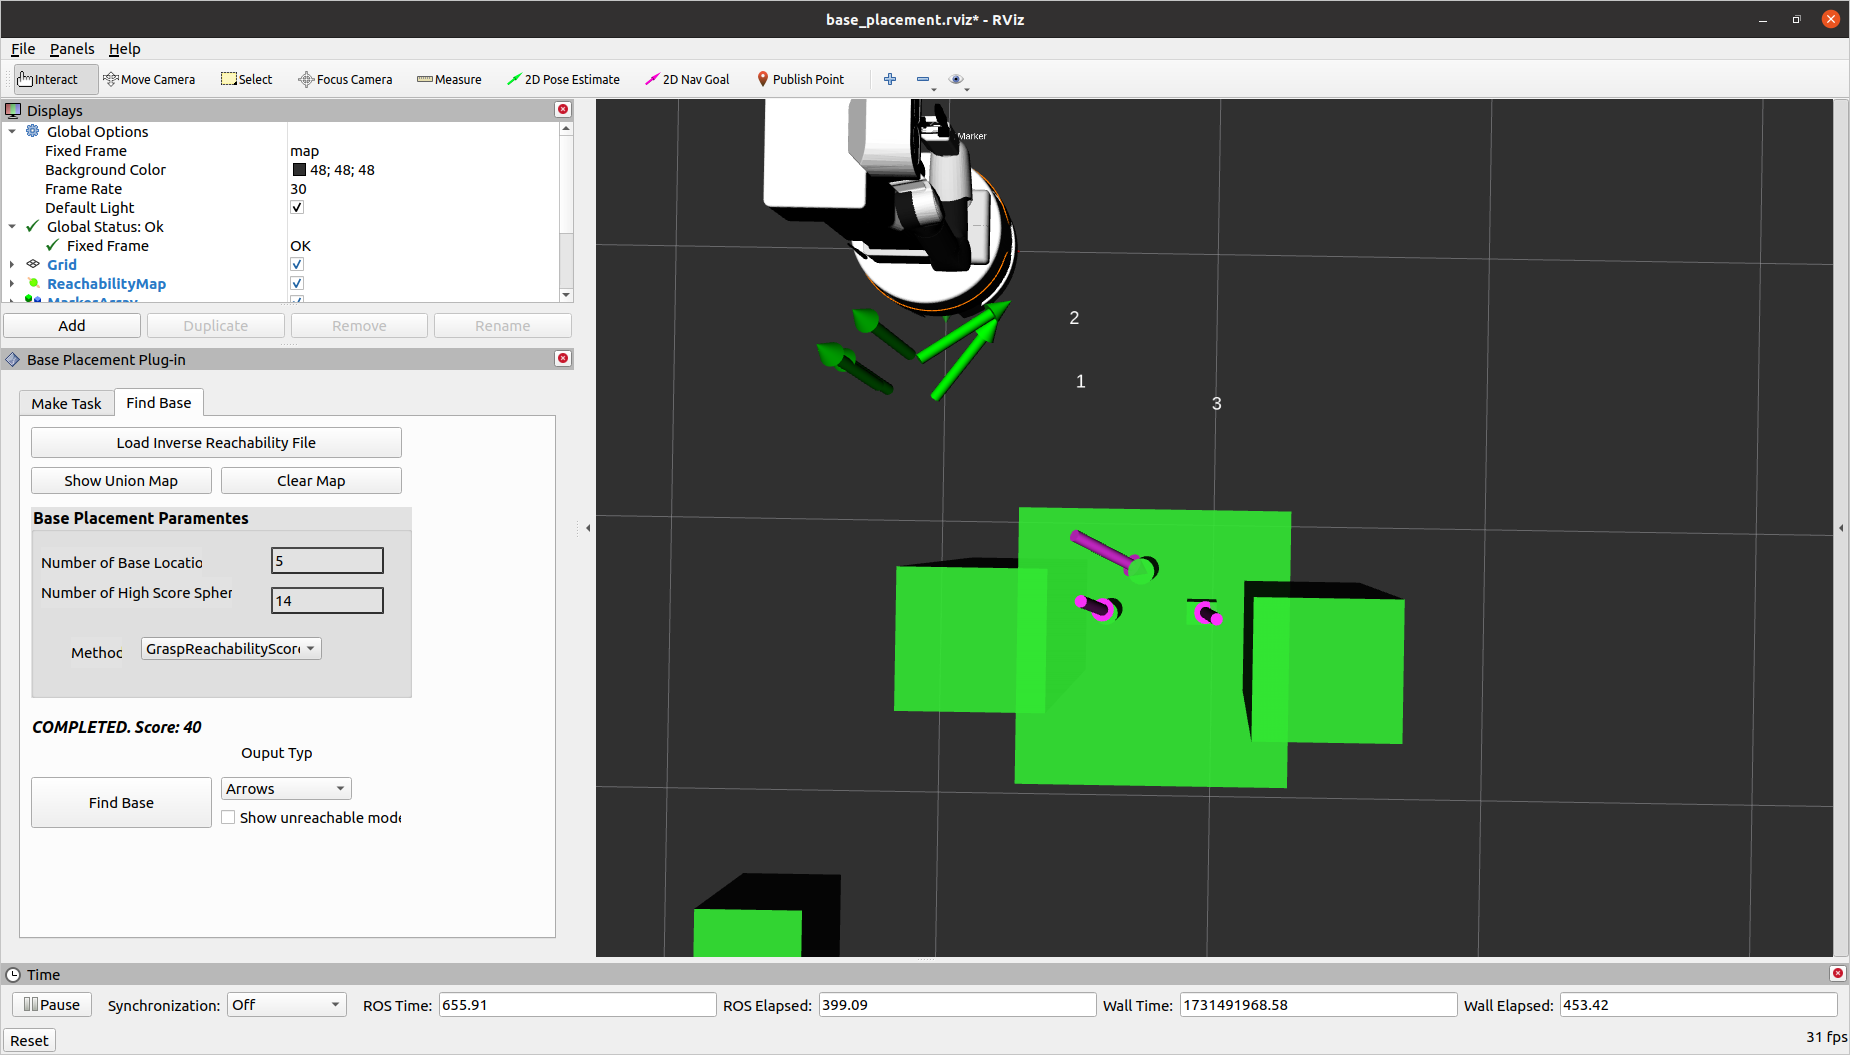 base_placement.rviz* - RViz
File Panels Help
Interact Move Camera Select Focus Camera Measure 2D Pose Estimate 2D Nav Goal Publish Point
Displays
Global Options
Fixed Frame map
Background Color 48; 48; 48
Frame Rate 30
Default Light
Global Status: Ok
Fixed Frame OK
Grid
ReachabilityMap
MarkerArray
Add Duplicate Remove Rename
Base Placement Plug-in
Make Task Find Base
Load Inverse Reachability File
Show Union Map Clear Map
Base Placement Paramentes
Number of Base Locatio 5
Number of High Score Spher 14
Method GraspReachabilityScore
COMPLETED. Score: 40
Ouput Typ
Find Base Arrows
Show unreachable mode
Marker
2
1
3
Time
Pause Synchronization: Off ROS Time: 655.91 ROS Elapsed: 399.09 Wall Time: 1731491968.58 Wall Elapsed: 453.42
Reset 31 fps